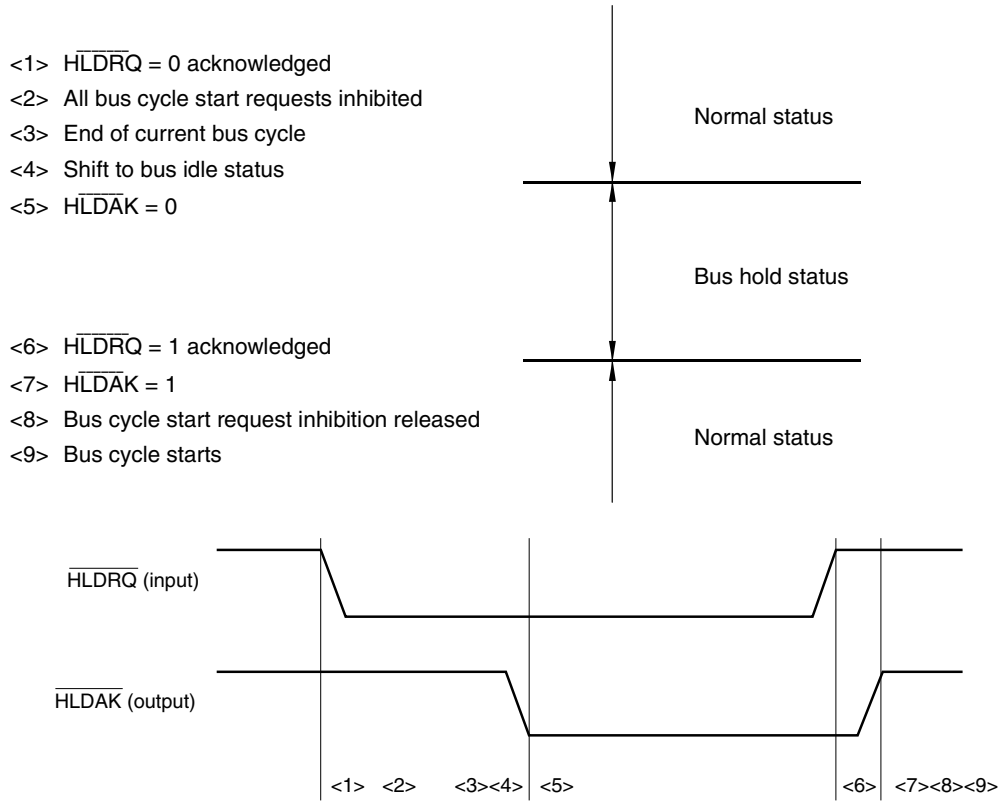 <1> HLDRQ = 0 acknowledged
<2> All bus cycle start requests inhibited
<3> End of current bus cycle
<4> Shift to bus idle status
<5> HLDAK = 0
Normal status
Bus hold status
<6> HLDRQ = 1 acknowledged
<7> HLDAK = 1
<8> Bus cycle start request inhibition released
<9> Bus cycle starts
Normal status
HLDRQ (input)
HLDAK (output)
<1> <2> <3><4> <5> <6> <7><8><9>